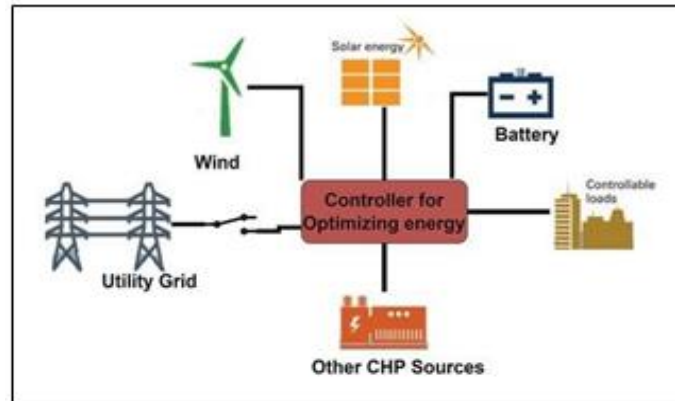 Solar energy
Battery
Wind
Controller for
Optimizing energy
Controllable
loads
Utility Grid
Other CHP Sources